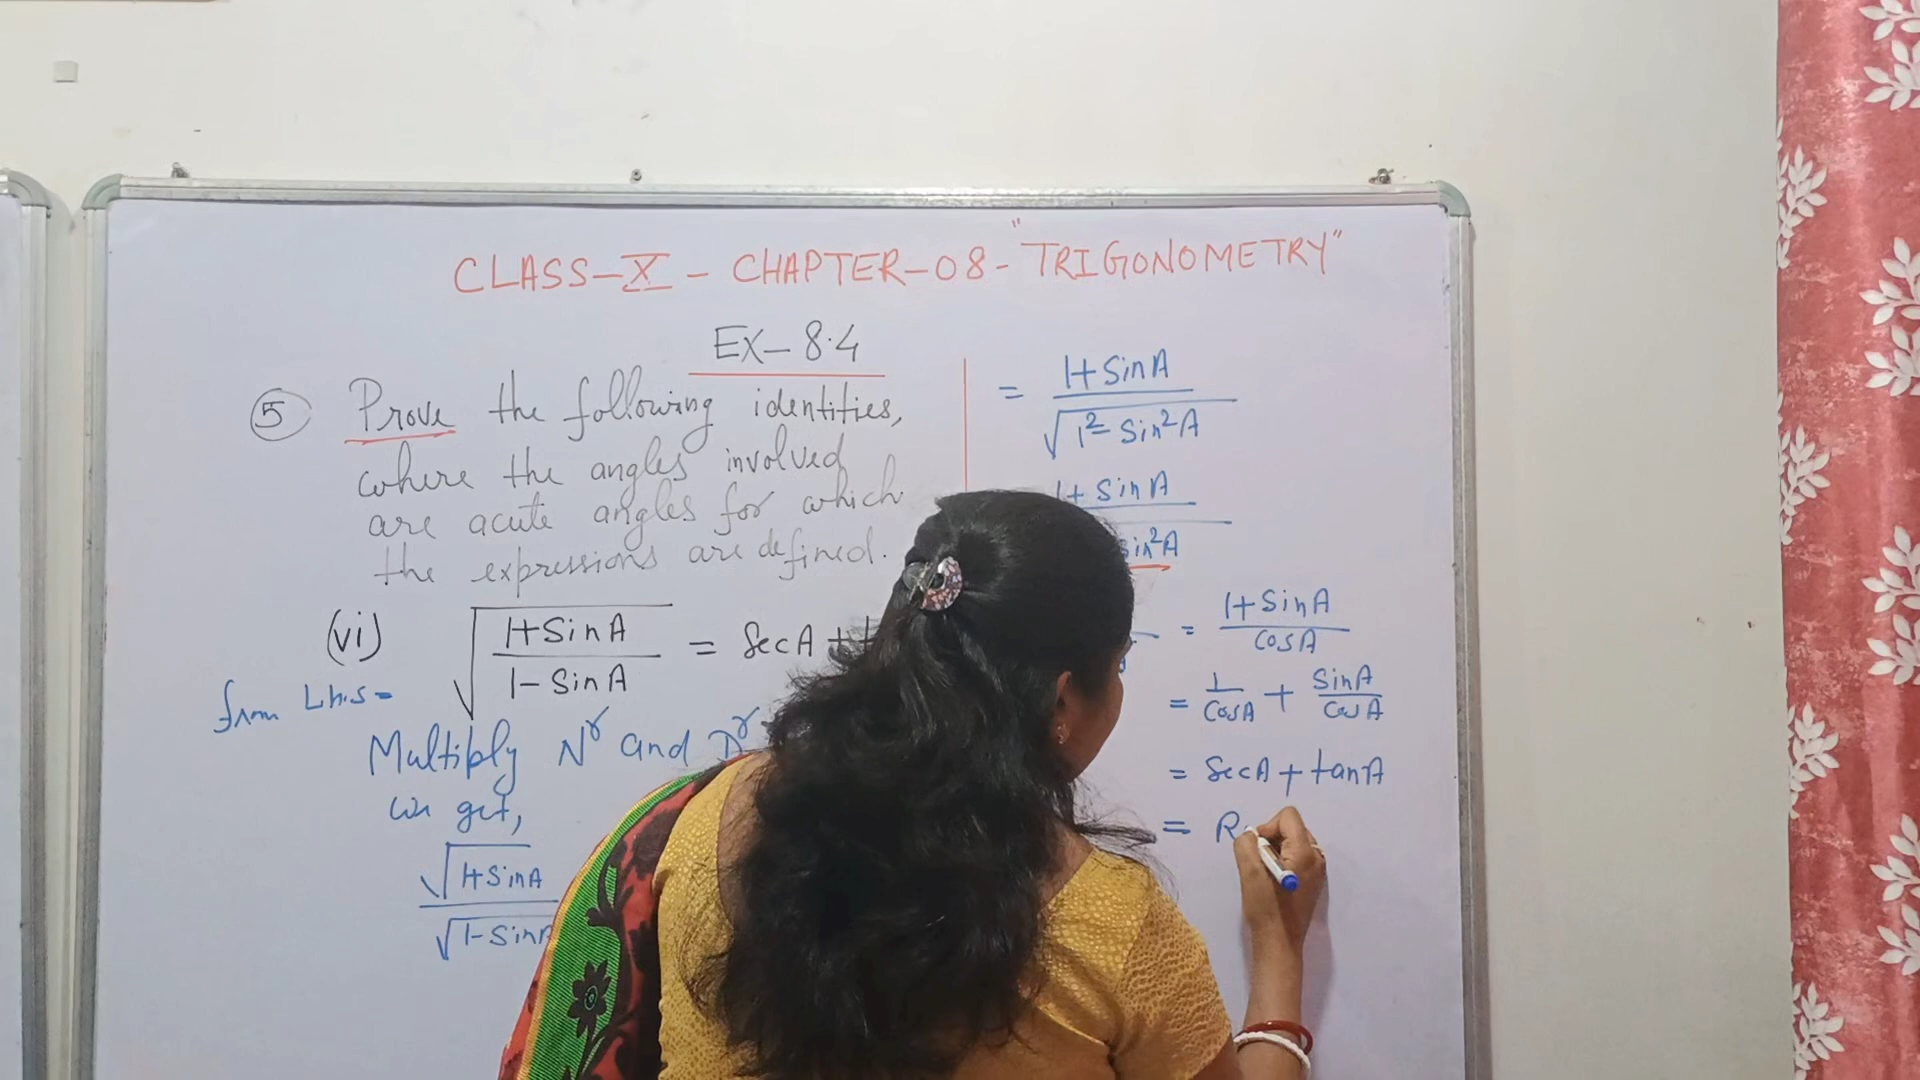 CLASS-X - CHAPTER-08- "TRIGONOMETRY"
EX-8.4
5 Prove the following identities,
where the angles involved
are acute angles for which
the expressions are defined.
(vi) √(1+SinA / 1-SinA) = SecA +
from L.h.s =
Multiply Nʳ and Dʳ
we get,
√1+SinA
√1-Sin
= 1+SinA
√1²-Sin²A
1+SinA
Sin²A
= 1+SinA / CosA
= 1/CosA + SinA/CosA
= SecA + tanA
= R